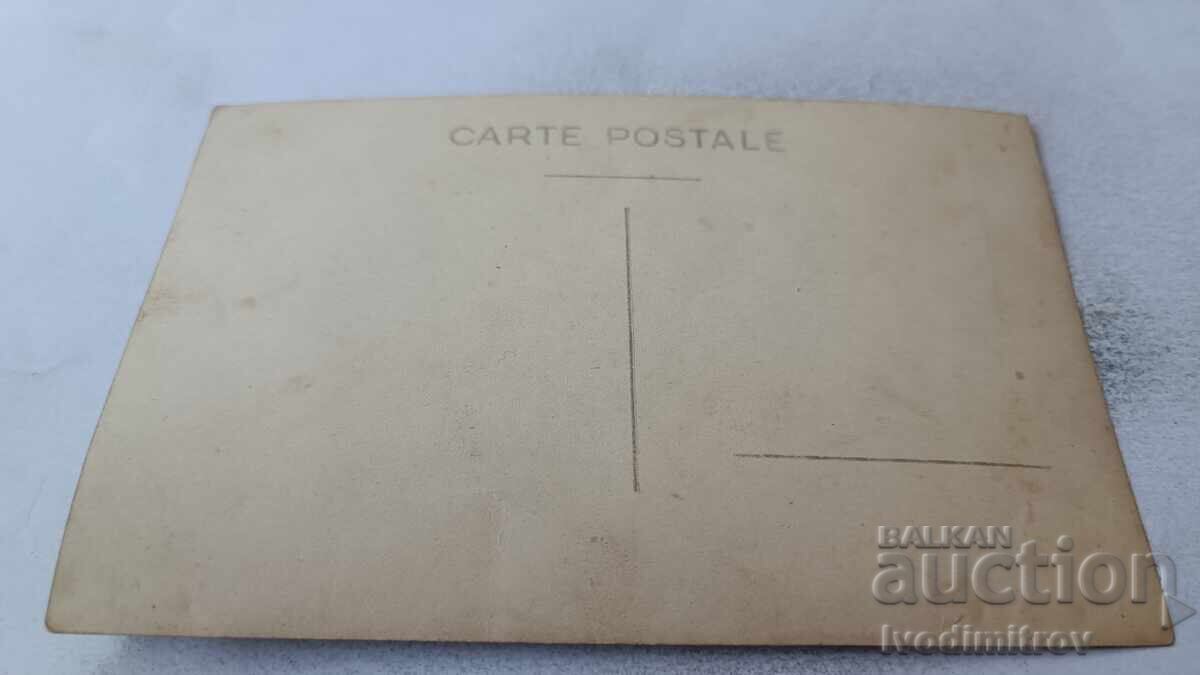 CARTE POSTALE
BALKAN
auction
Ivodimitrov